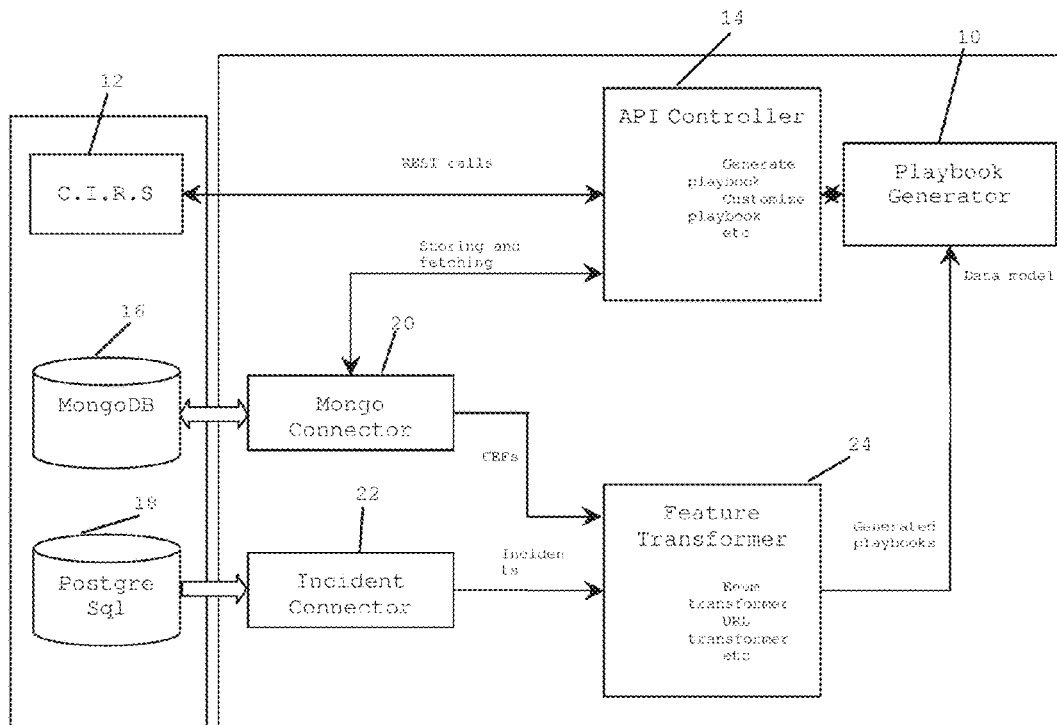 14
10
12
API Controller
C.I.R.S
REST calls
Generate
playbook
Customize
playbook
etc
Playbook
Generator
Storing and
fetching
Data model
16
20
MongoDB
Mongo
Connector
CEFs
24
18
22
Feature
Transformer
Generated
playbooks
Postgre
Sql
Incident
Connector
Inciden
ts
Enum
transformer
URL
transformer
etc